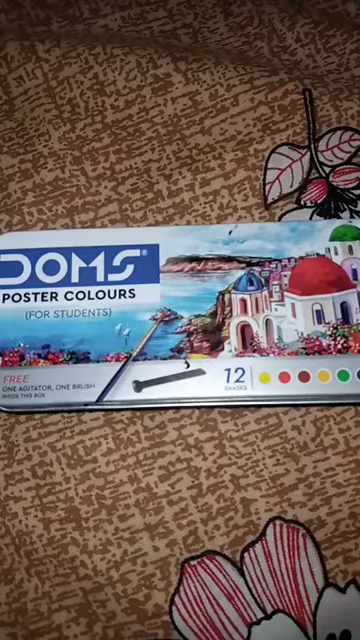 DOMS®
POSTER COLOURS
(FOR STUDENTS)
FREE
ONE AGITATOR, ONE BRUSH
INSIDE THIS BOX
12
SHADES